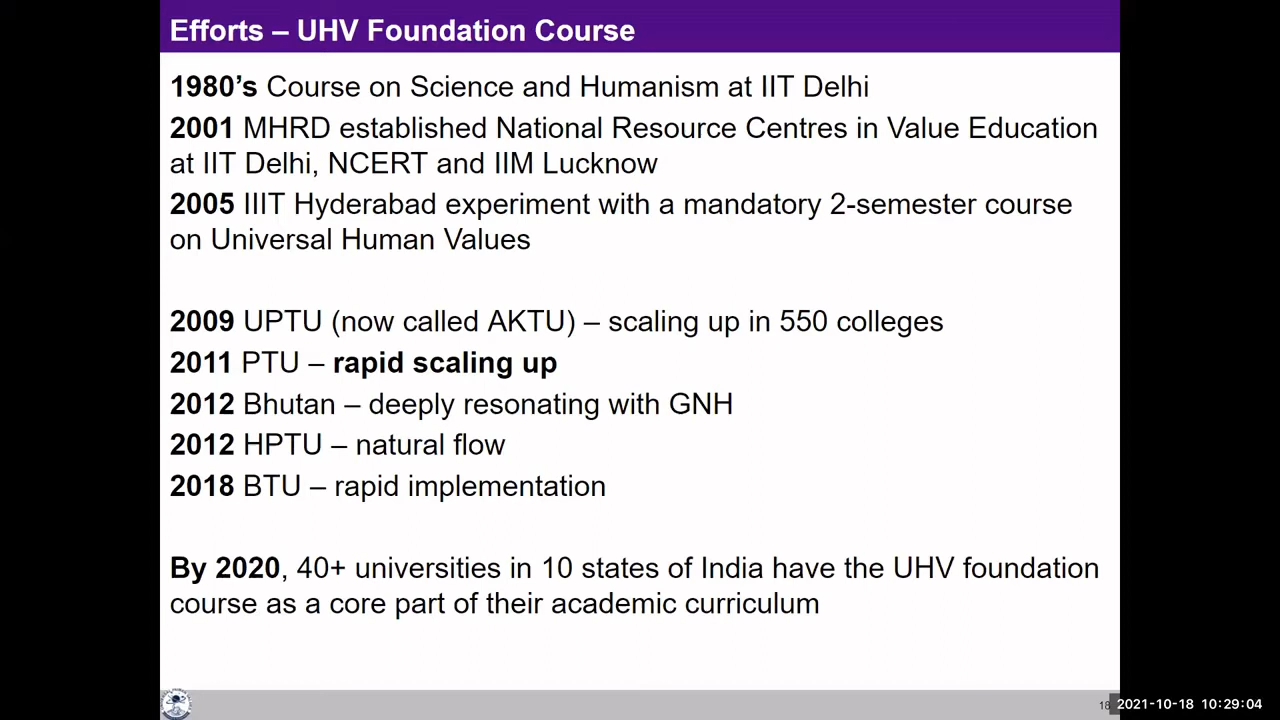 Efforts – UHV Foundation Course
1980’s Course on Science and Humanism at IIT Delhi
2001 MHRD established National Resource Centres in Value Education
at IIT Delhi, NCERT and IIM Lucknow
2005 IIIT Hyderabad experiment with a mandatory 2-semester course
on Universal Human Values
2009 UPTU (now called AKTU) – scaling up in 550 colleges
2011 PTU – rapid scaling up
2012 Bhutan – deeply resonating with GNH
2012 HPTU – natural flow
2018 BTU – rapid implementation
By 2020, 40+ universities in 10 states of India have the UHV foundation
course as a core part of their academic curriculum
18
2021-10-18 10:29:04